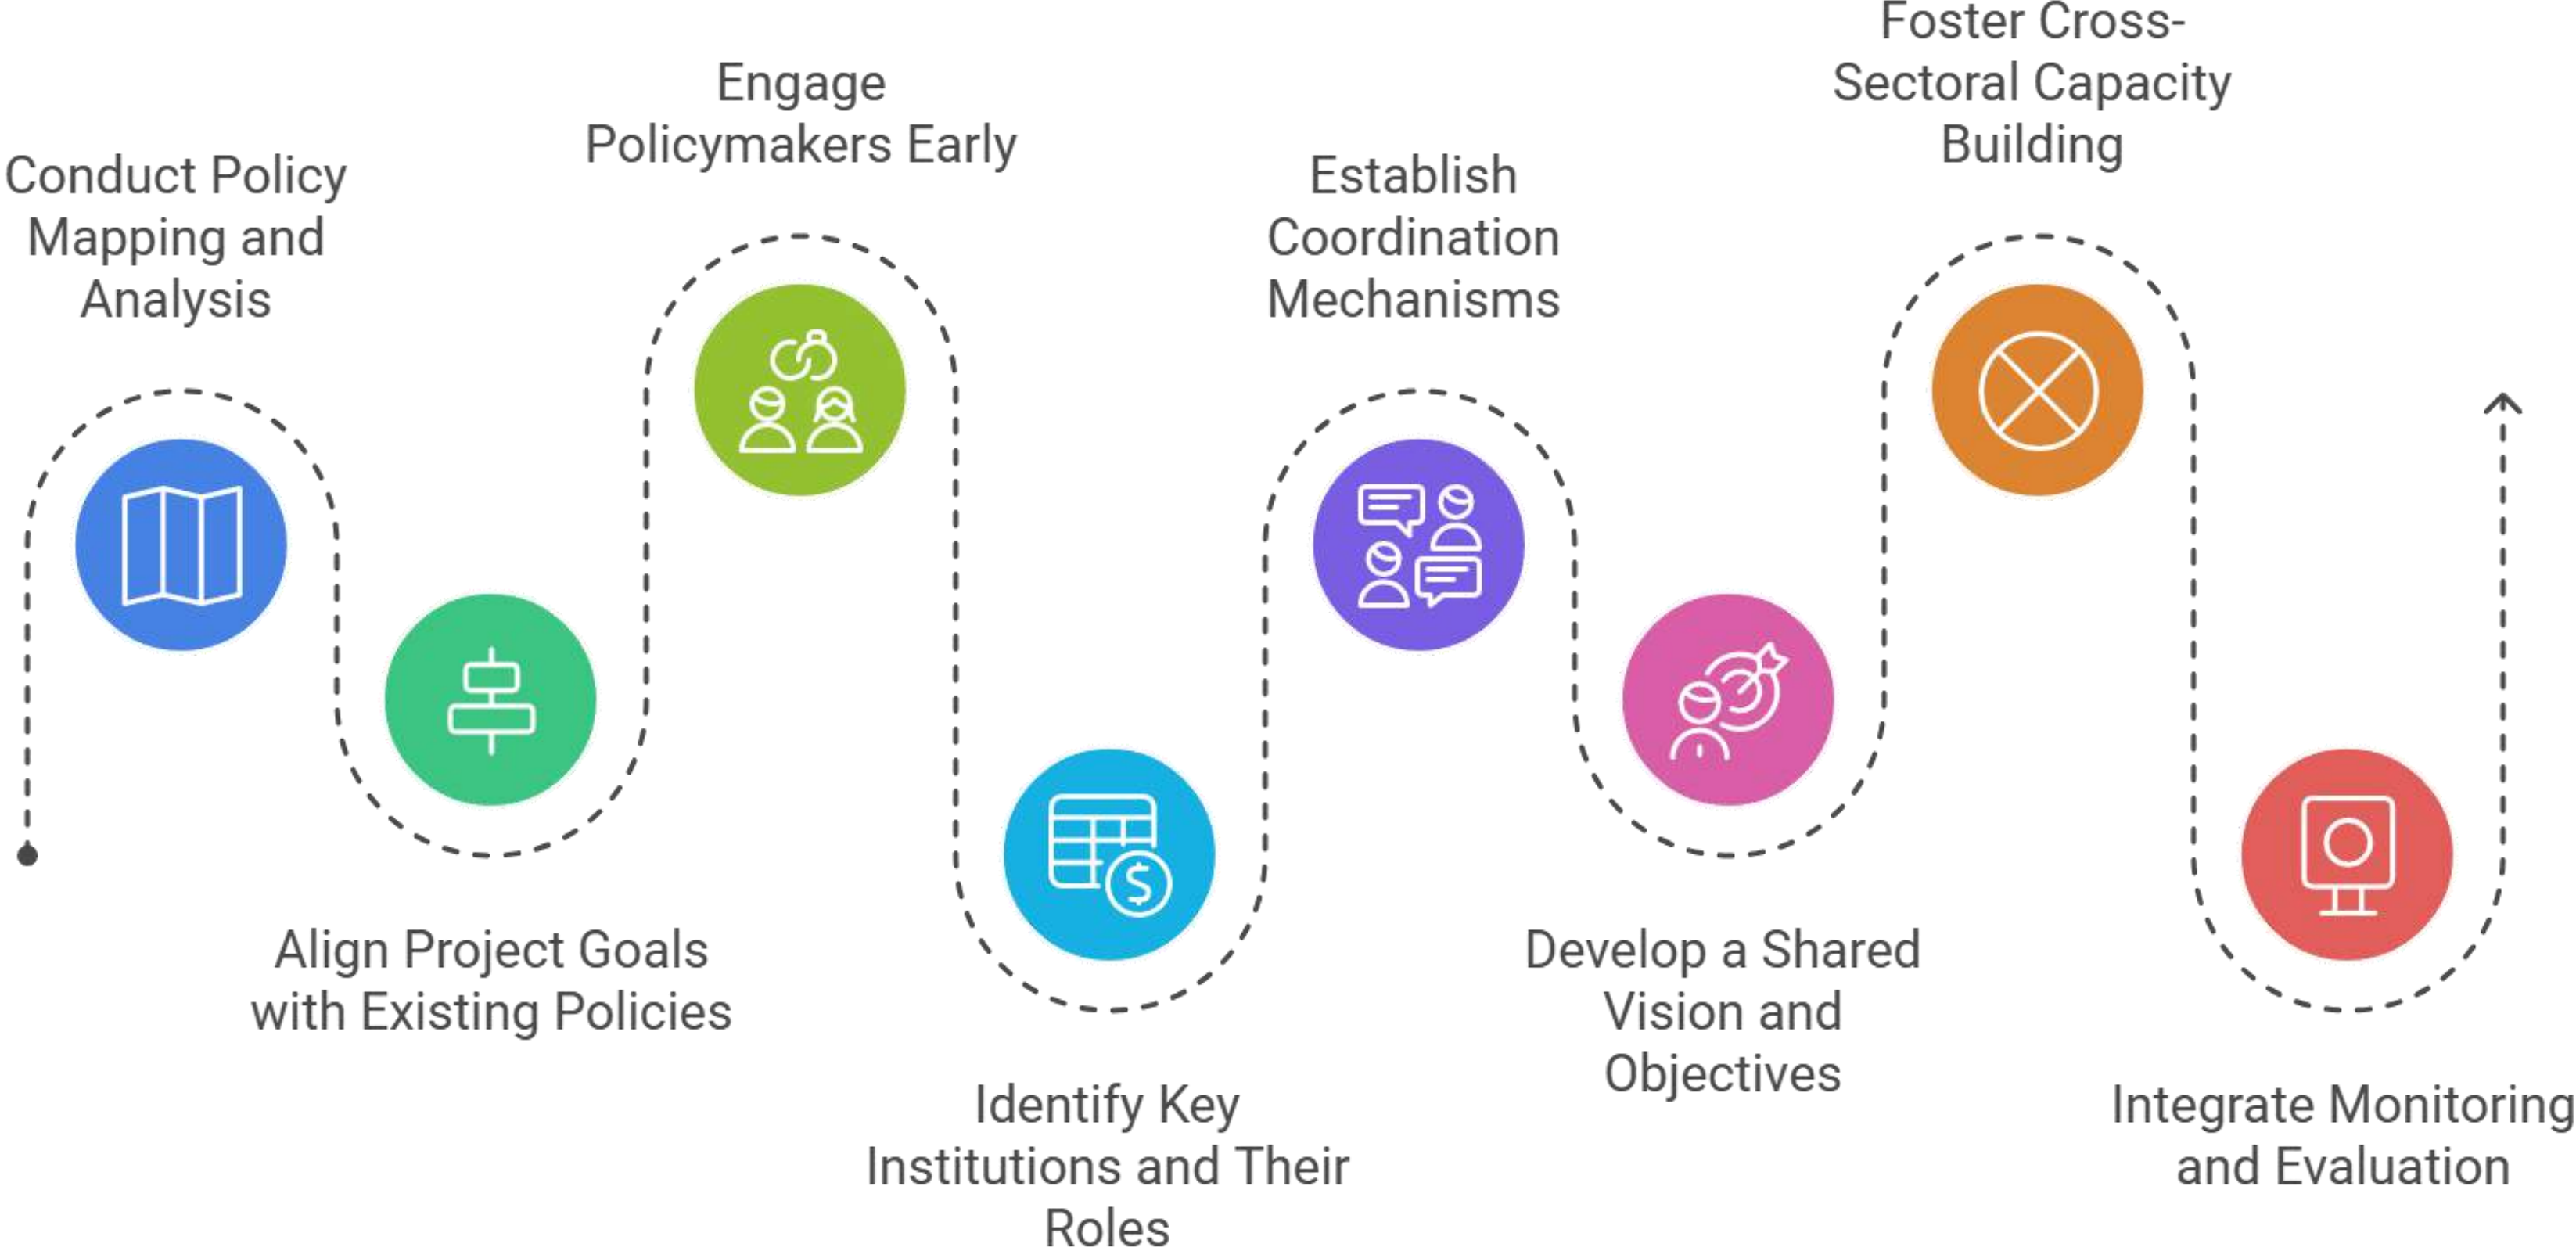 Conduct Policy
Mapping and
Analysis
Align Project Goals
with Existing Policies
Engage
Policymakers Early
Identify Key
Institutions and Their
Roles
$
Establish
Coordination
Mechanisms
Develop a Shared
Vision and
Objectives
Foster Cross-
Sectoral Capacity
Building
Integrate Monitoring
and Evaluation